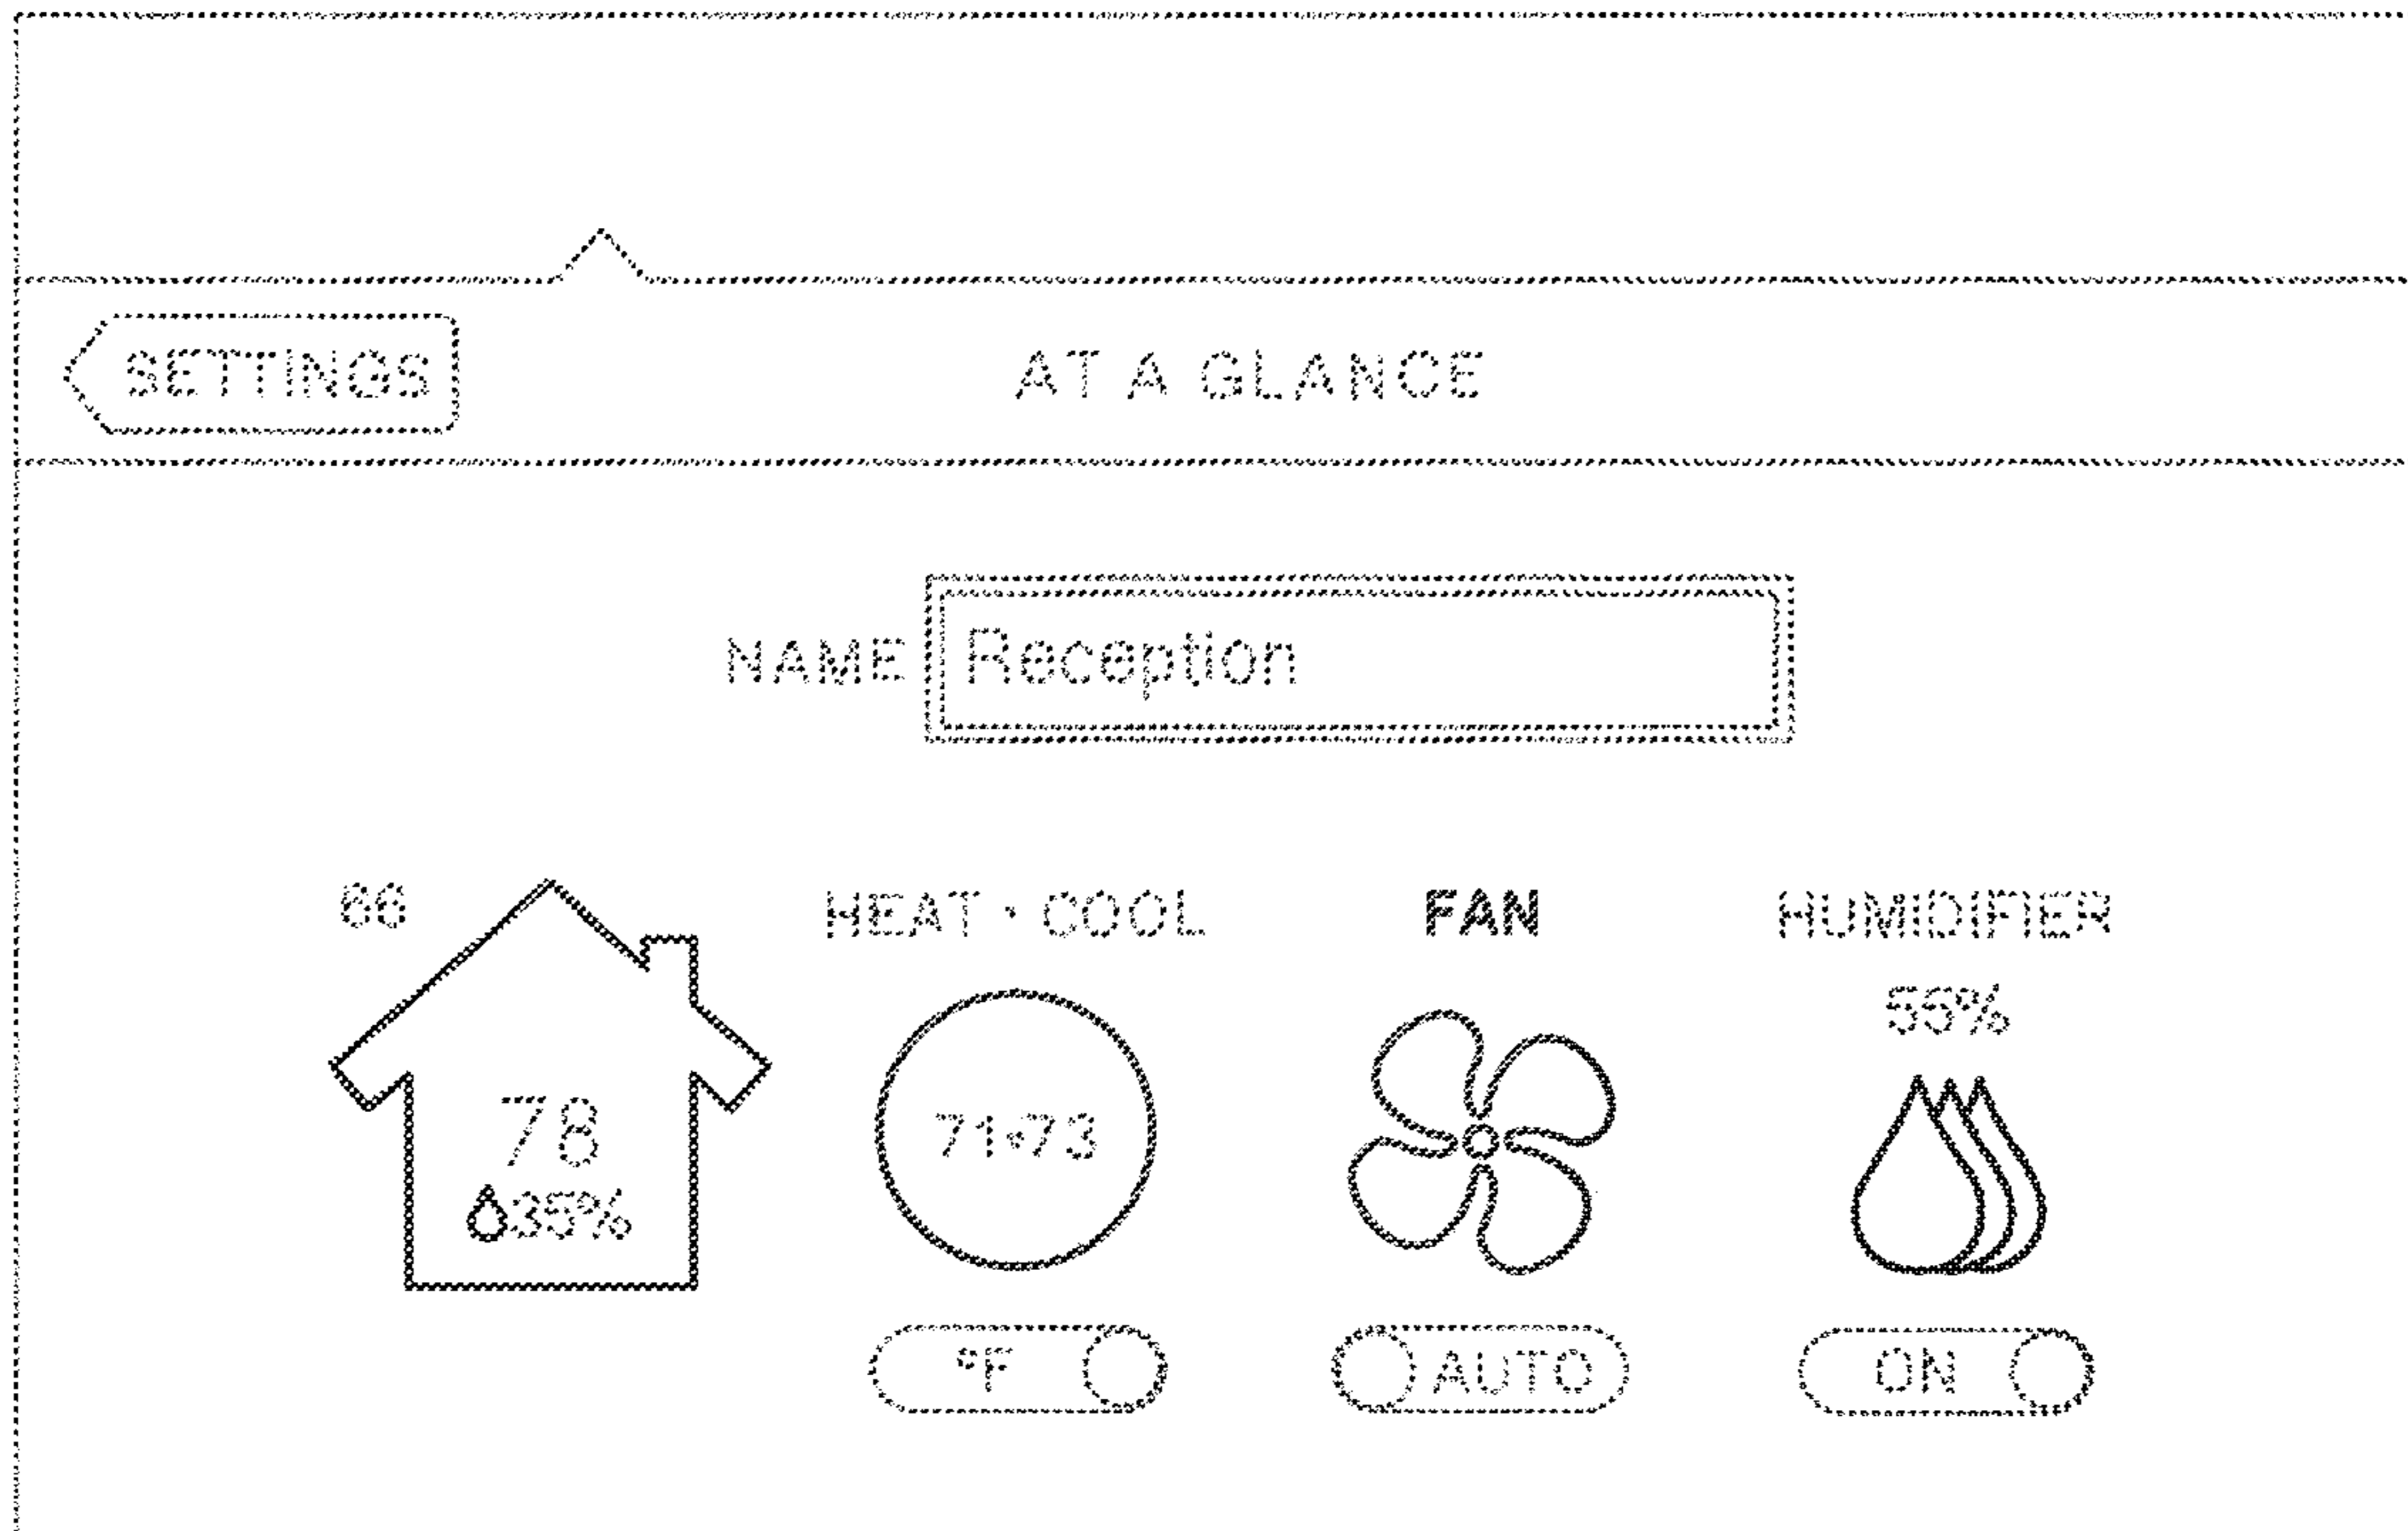 SETTINGS
AT A GLANCE
NAME Reception
66
HEAT • COOL
FAN
HUMIDIFIER
55%
78
35%
71•73
°F
AUTO
ON